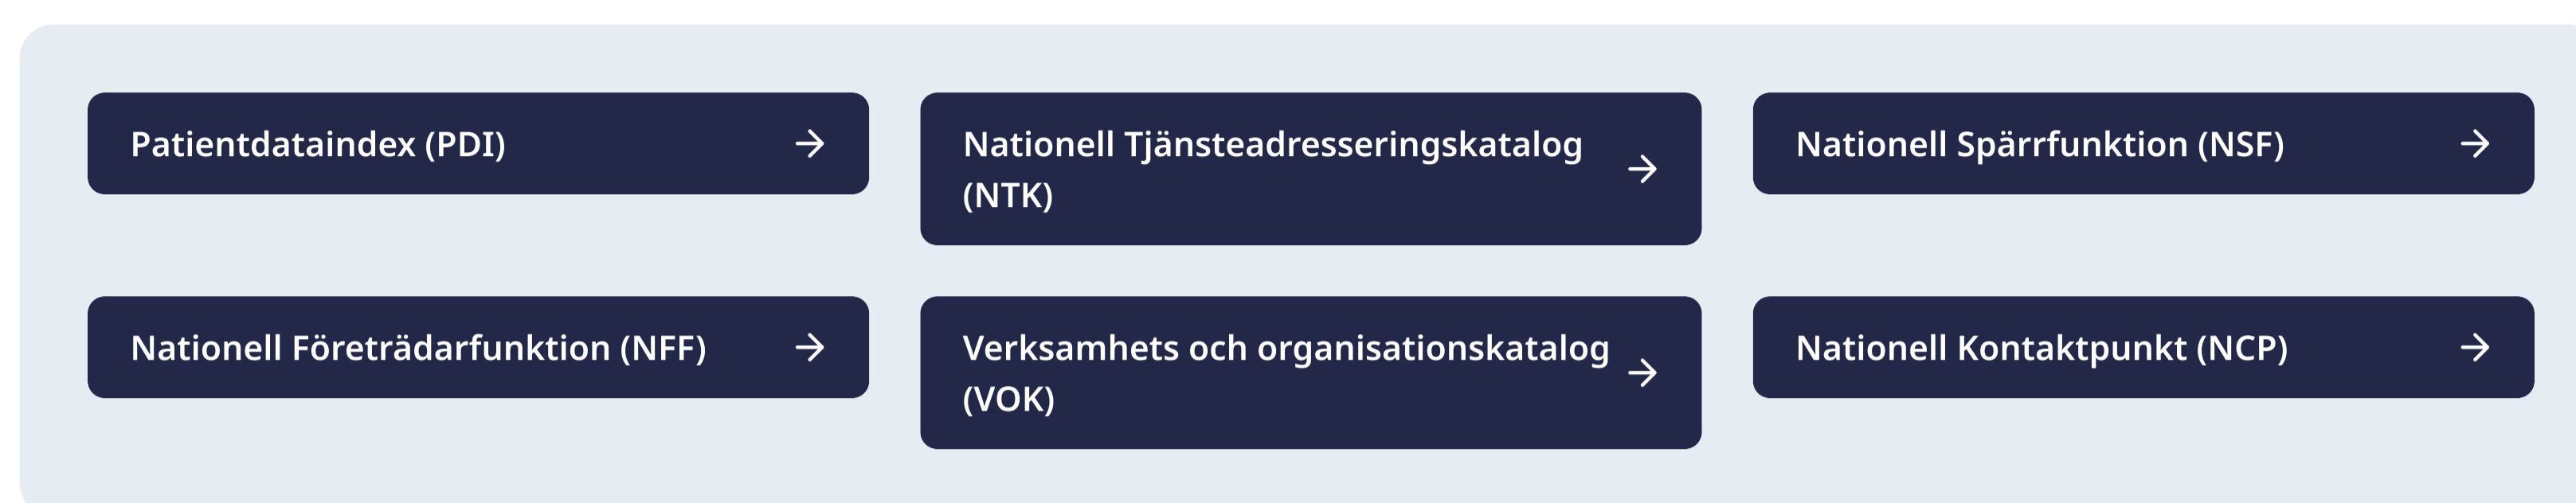 Patientdataindex (PDI)
Nationell Tjänsteadresseringskatalog
(NTK)
Nationell Spärrfunktion (NSF)
Nationell Företrädarfunktion (NFF)
Verksamhets och organisationskatalog
(VOK)
Nationell Kontaktpunkt (NCP)